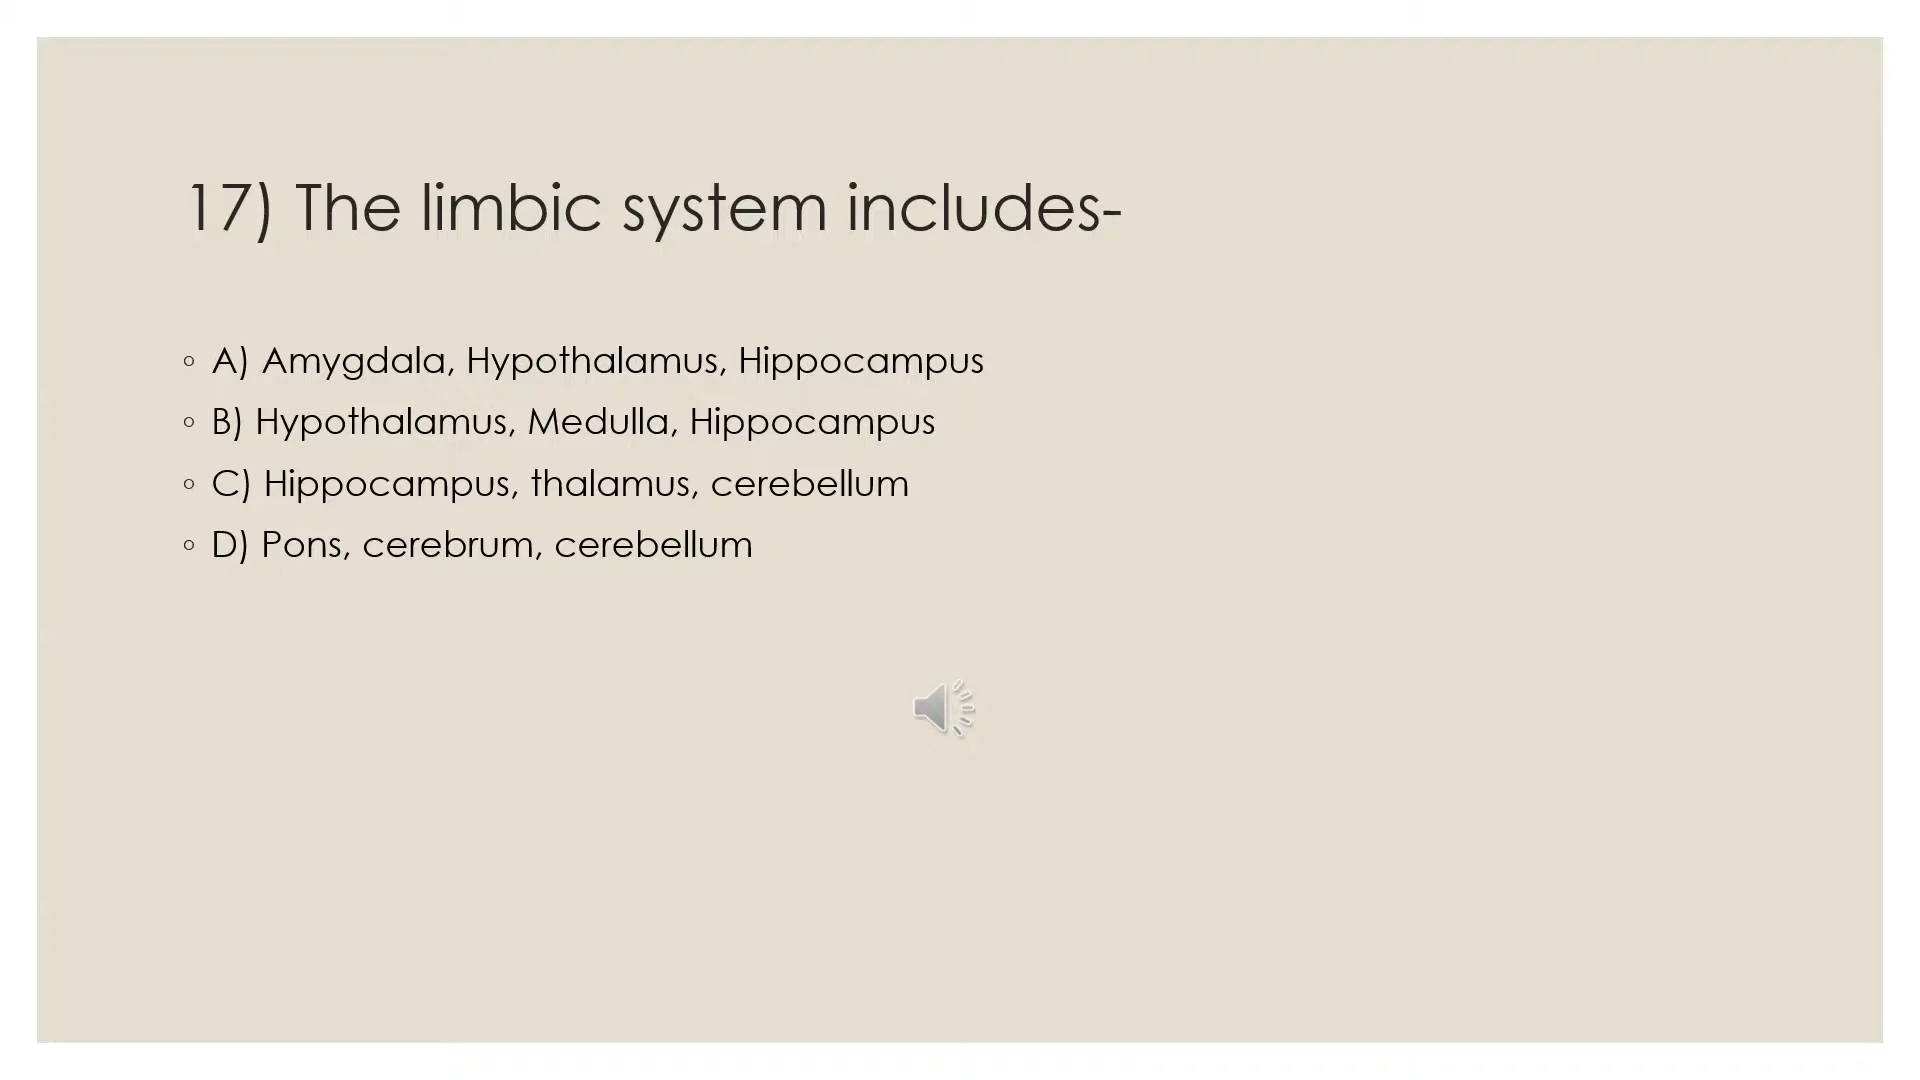 17) The limbic system includes-
◦ A) Amygdala, Hypothalamus, Hippocampus
◦ B) Hypothalamus, Medulla, Hippocampus
◦ C) Hippocampus, thalamus, cerebellum
◦ D) Pons, cerebrum, cerebellum